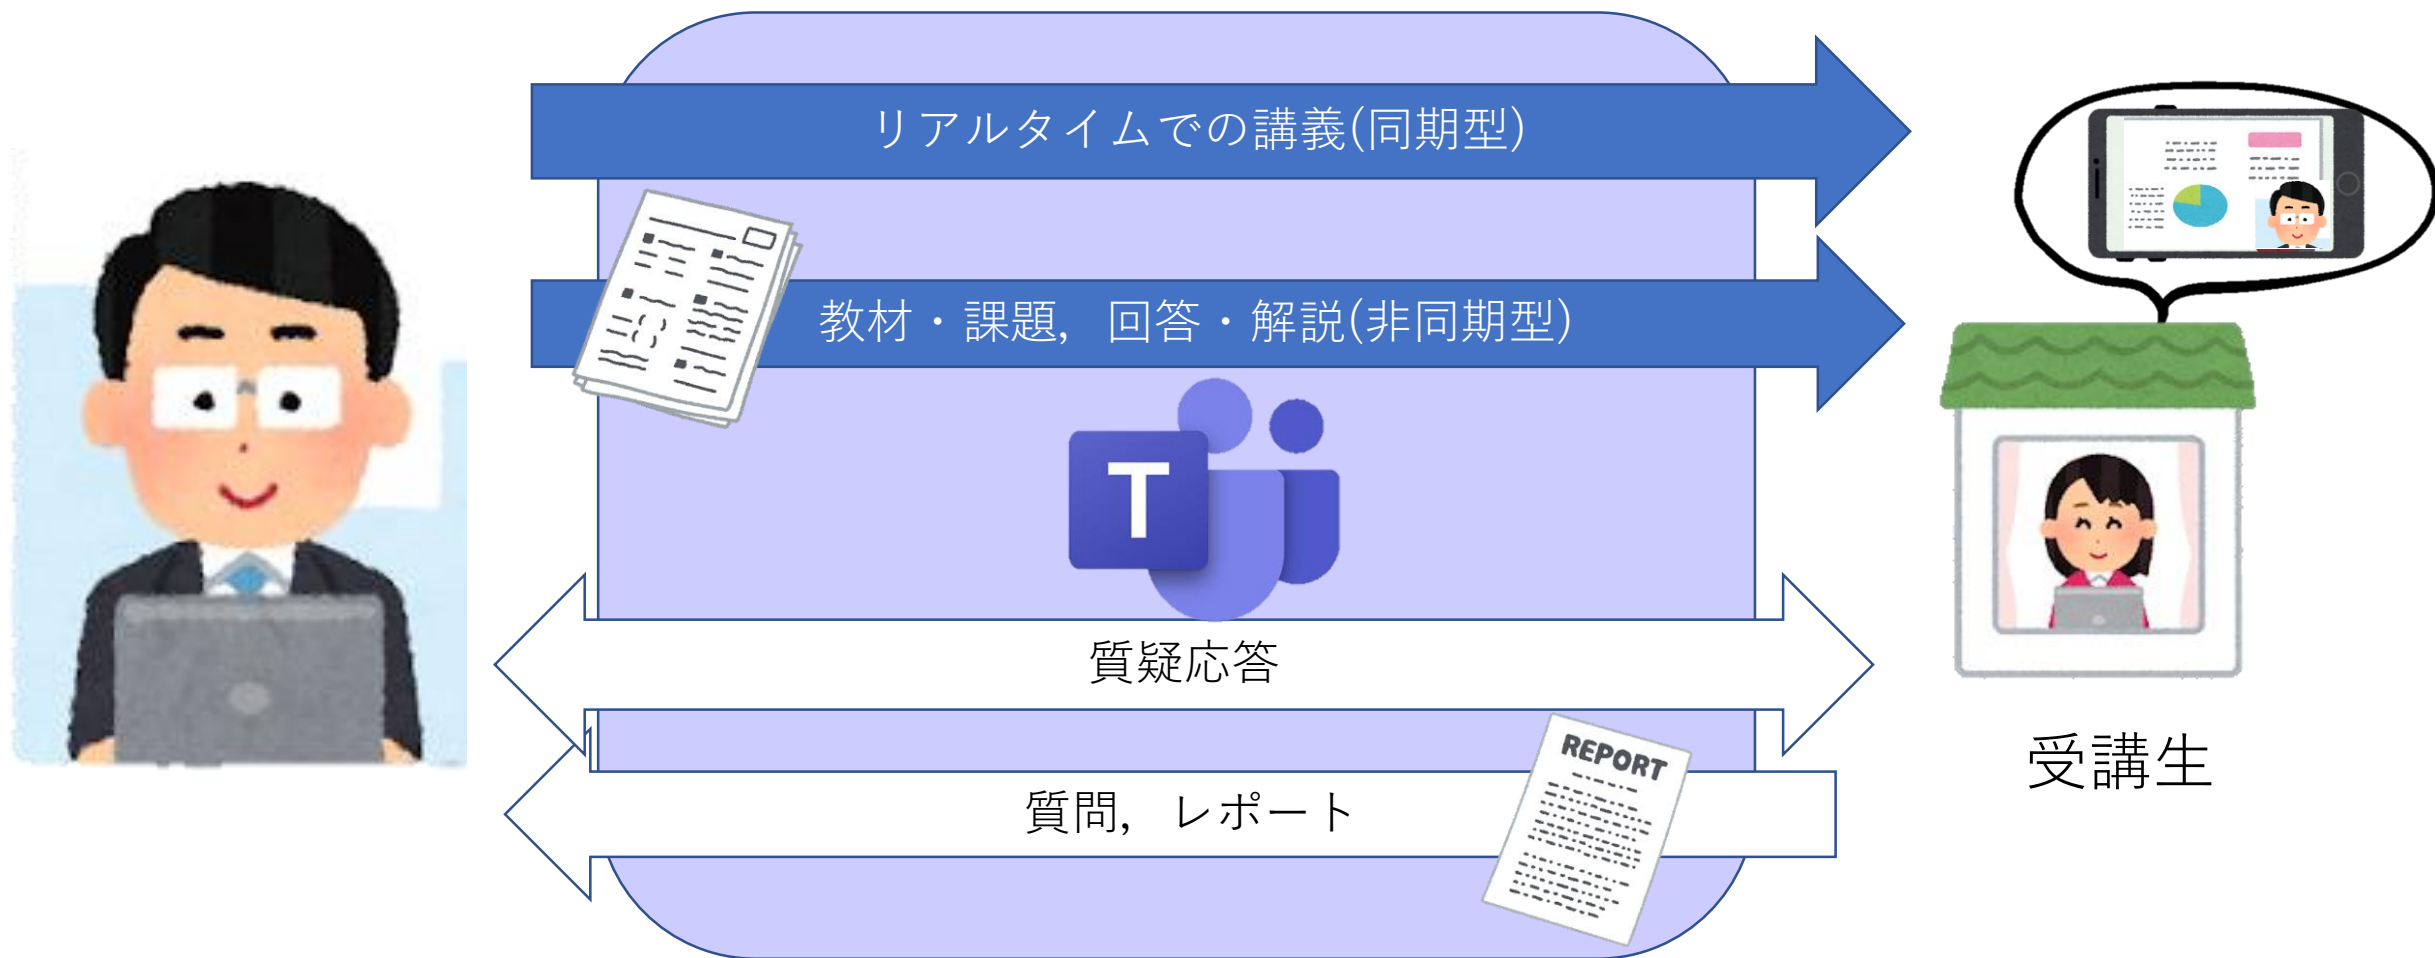 リアルタイムでの講義(同期型)
教材・課題, 回答・解説(非同期型)
T
質疑応答
REPORT
質問, レポート
受講生